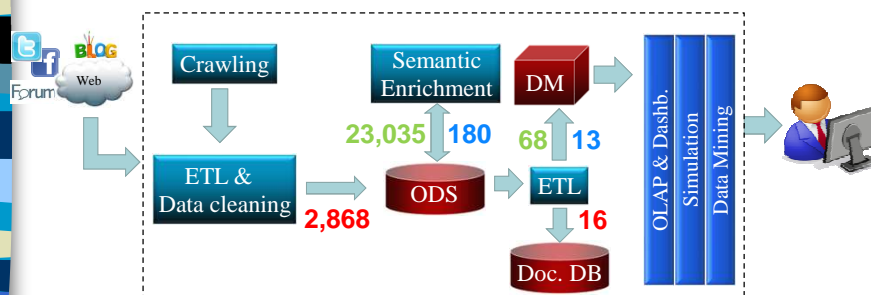 BLOG
Forum
Web
Crawling
Semantic
Enrichment
DM
23,035
180
68
13
ETL &
Data cleaning
2,868
ODS
ETL
16
Doc. DB
OLAP & Dashb.
Simulation
Data Mining